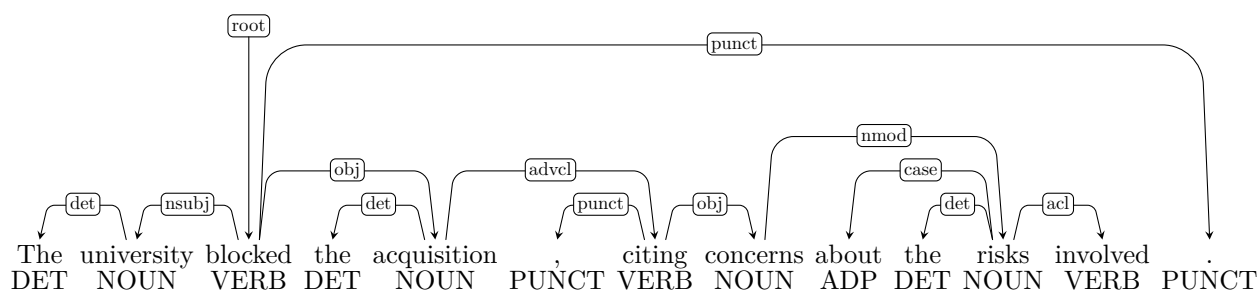 root
punct
nmod
obj advcl case
det nsubj det punct obj det acl
The university blocked the acquisition , citing concerns about the risks involved .
DET NOUN VERB DET NOUN PUNCT VERB NOUN ADP DET NOUN VERB PUNCT